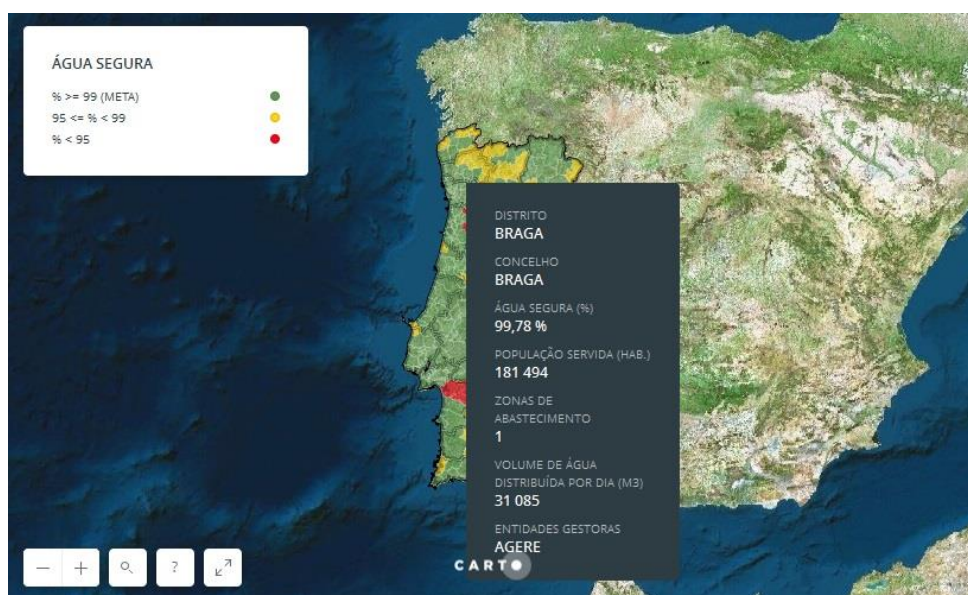 ÁGUA SEGURA
% >= 99 (META)
95 <= % < 99
% < 95
DISTRITO
BRAGA
CONCELHO
BRAGA
ÁGUA SEGURA (%)
99,78 %
POPULAÇÃO SERVIDA (HAB.)
181 494
ZONAS DE
ABASTECIMENTO
1
VOLUME DE ÁGUA
DISTRIBUÍDA POR DIA (M3)
31 085
ENTIDADES GESTORAS
AGERE
CARTO
?